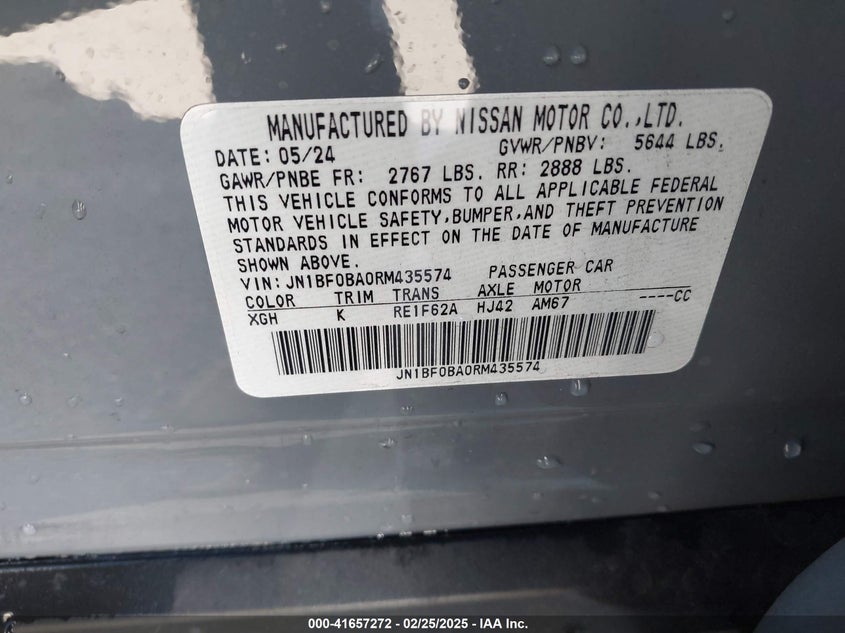 MANUFACTURED BY NISSAN MOTOR CO.,LTD.
DATE: 05/24 GVWR/PNBV: 5644 LBS.
GAWR/PNBE FR: 2767 LBS. RR: 2888 LBS.
THIS VEHICLE CONFORMS TO ALL APPLICABLE FEDERAL
MOTOR VEHICLE SAFETY,BUMPER,AND THEFT PREVENTION
STANDARDS IN EFFECT ON THE DATE OF MANUFACTURE
SHOWN ABOVE.
VIN: JN1BF0BA0RM435574 PASSENGER CAR
COLOR TRIM TRANS AXLE MOTOR
XGH K RE1F62A HJ42 AM67 ----CC
JN1BF0BA0RM435574
000-41657272 - 02/25/2025 - IAA Inc.